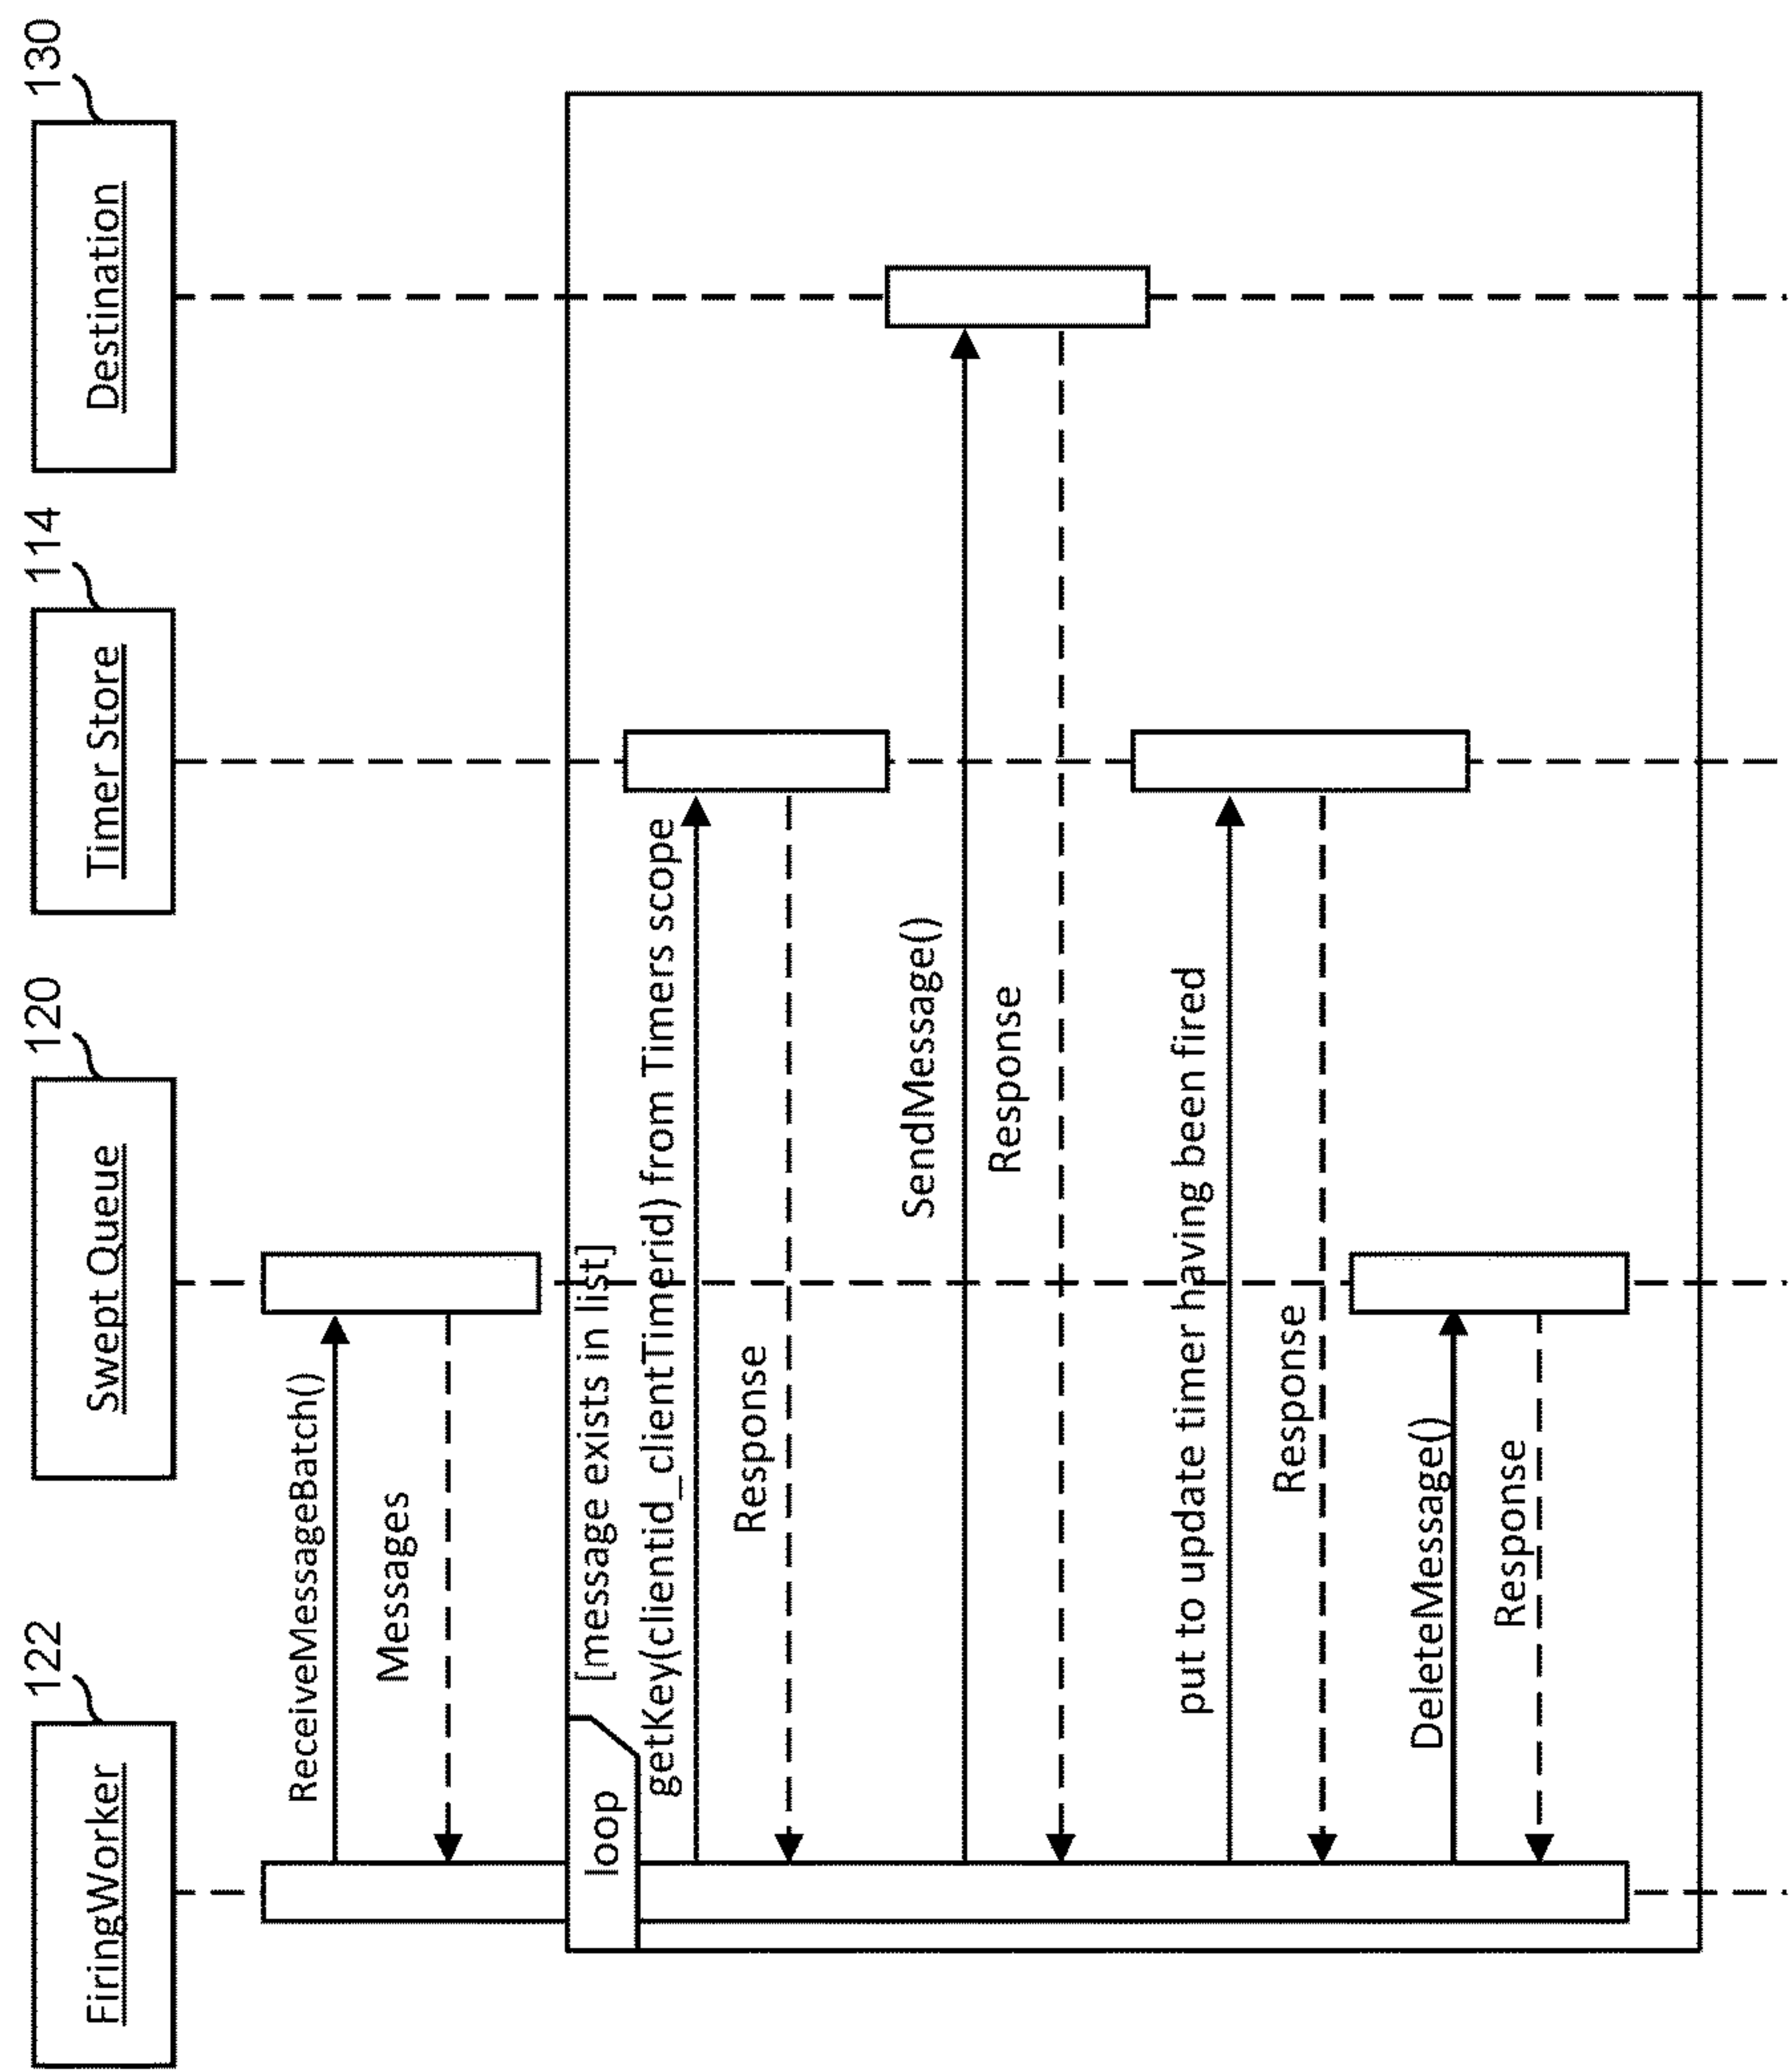 122
120
114
130
FiringWorker
Swept Queue
Timer Store
Destination
ReceiveMessageBatch()
Messages
loop
[message exists in list]
getKey(clientid_clientTimerid) from Timers scope
Response
SendMessage()
Response
put to update timer having been fired
Response
DeleteMessage()
Response